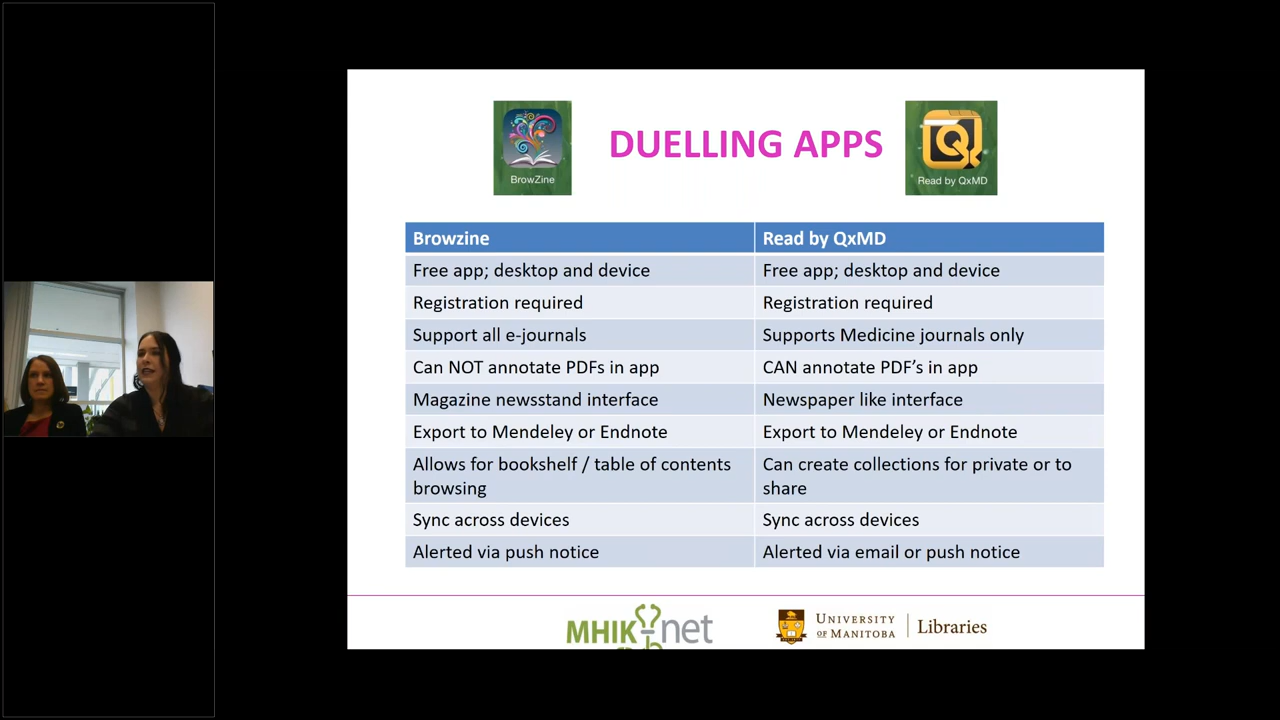 BrowZine
DUELLING APPS
Read by QxMD
Browzine
Read by QxMD
Free app; desktop and device
Free app; desktop and device
Registration required
Registration required
Support all e-journals
Supports Medicine journals only
Can NOT annotate PDFs in app
CAN annotate PDF’s in app
Magazine newsstand interface
Newspaper like interface
Export to Mendeley or Endnote
Export to Mendeley or Endnote
Allows for bookshelf / table of contents
browsing
Can create collections for private or to
share
Sync across devices
Sync across devices
Alerted via push notice
Alerted via email or push notice
MHIK-net
UNIVERSITY
OF MANITOBA
Libraries